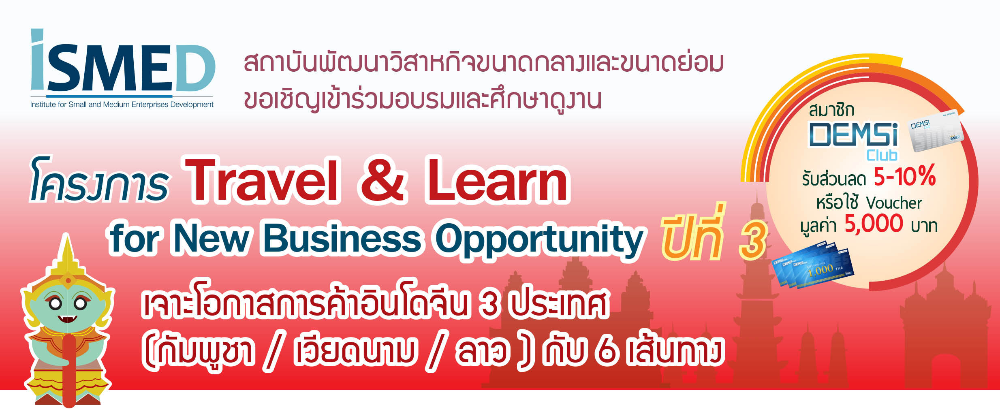 iSMED
Institute for Small and Medium Enterprises Development
สถาบันพัฒนาวิสาหกิจขนาดกลางและขนาดย่อม
ขอเชิญเข้าร่วมอบรมและศึกษาดูงาน
โครงการ Travel & Learn
for New Business Opportunity ปีที่ 3
เจาะโอกาสการค้าอินโดจีน 3 ประเทศ
(กัมพูชา / เวียดนาม / ลาว ) กับ 6 เส้นทาง
สมาชิก
DEMSi
Club
รับส่วนลด 5-10%
หรือใช้ Voucher
มูลค่า 5,000 บาท
DEMSi
Club
SMED
GIFT VOUCHER
1,000 THB